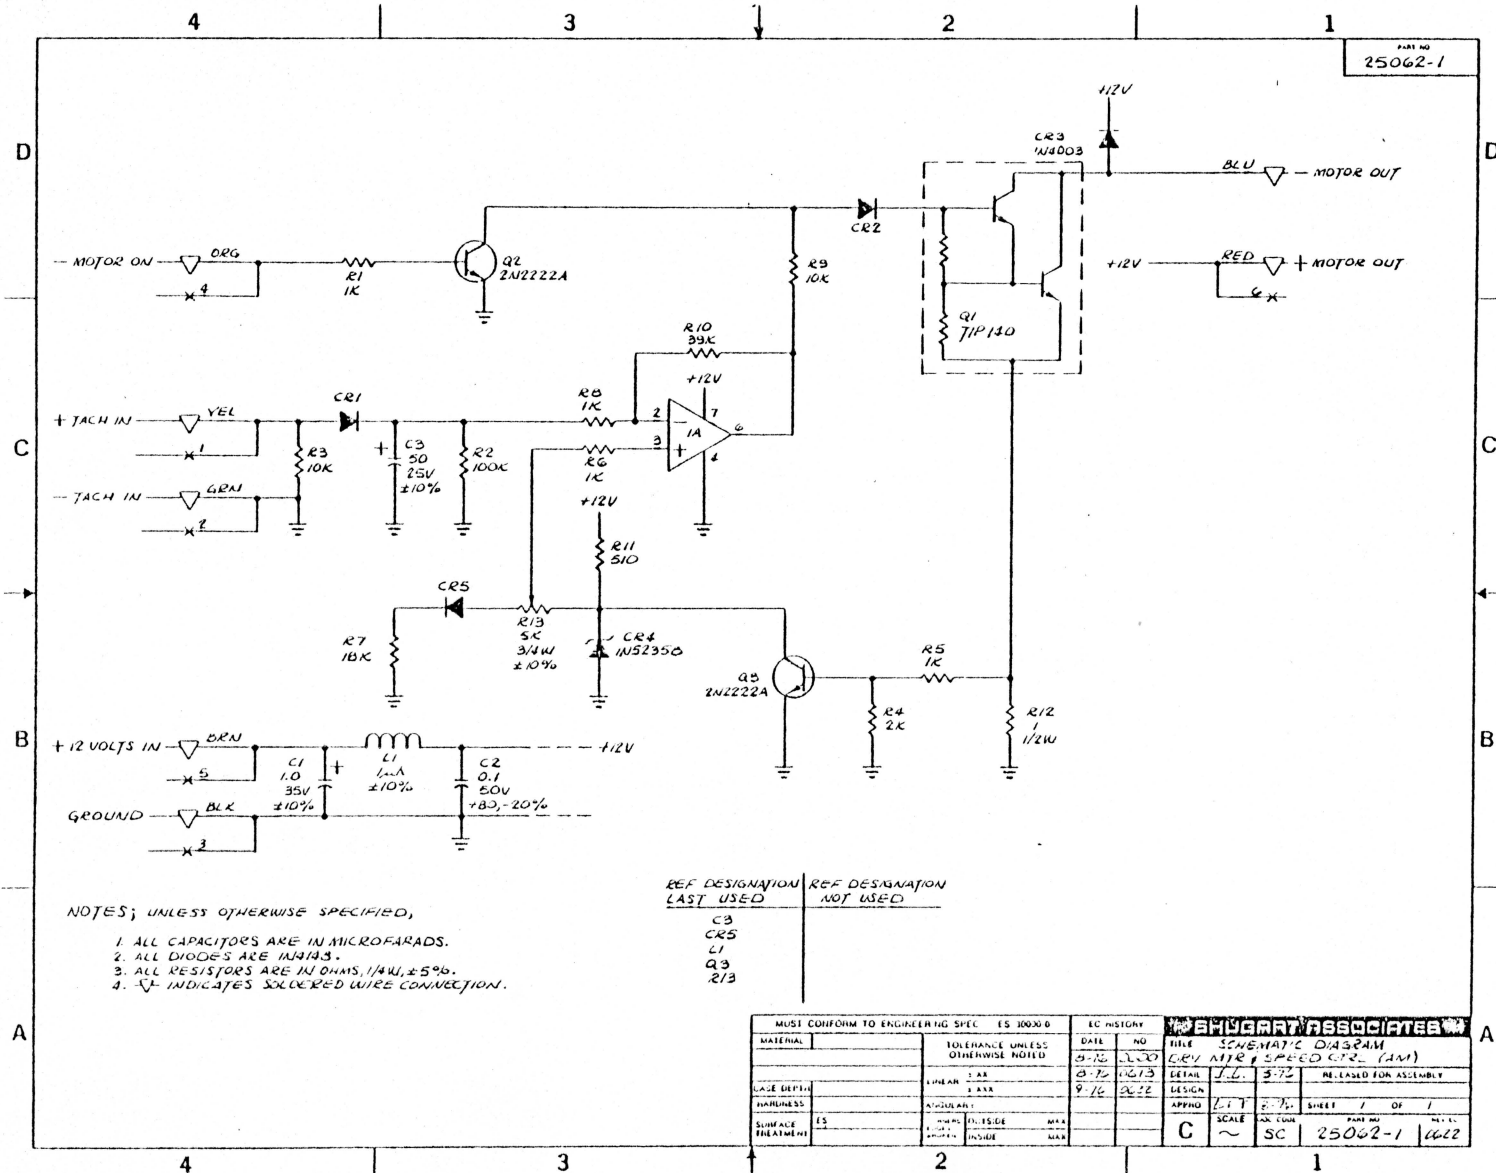 4 3 2 1
PART NO
25062-1
D
D
+12V
CR3
1N4003
BLU
- MOTOR OUT
CR2
- MOTOR ON
ORG
4
R1
1K
Q2
2N2222A
R9
10K
+12V
RED
+ MOTOR OUT
6
Q1
TIP140
R10
39K
+12V
+ TACH IN
YEL
1
CR1
R8
1K
2
-
7
1A
6
3
+
4
C
C
R3
10K
+
C3
50
25V
±10%
R2
100K
R6
1K
- TACH IN
GRN
2
+12V
R11
510
CR5
R7
18K
R13
5K
3/4W
±10%
CR4
1N5235B
R5
1K
Q3
2N2222A
R4
2K
R12
1
1/2W
B
B
+12 VOLTS IN
BRN
5
C1
1.0
35V
±10%
+
L1
±10%
C2
0.1
50V
+80,-20%
+12V
GROUND
BLK
3
REF DESIGNATION LAST USED
REF DESIGNATION NOT USED
C3
CR5
L1
Q3
R13
NOTES; UNLESS OTHERWISE SPECIFIED,
1. ALL CAPACITORS ARE IN MICROFARADS.
2. ALL DIODES ARE
3. ALL RESISTORS ARE IN OHMS, 1/4W, ±5%.
4. INDICATES SOLDERED WIRE CONNECTION.
A
A
MUST CONFORM TO ENGINEERING SPEC ES
EC HISTORY
SHUGART ASSOCIATES
MATERIAL
TOLERANCE UNLESS OTHERWISE NOTED
DATE NO
TITLE SCHEMATIC DIAGRAM
DRV MTR, SPEED CTRL
LINEAR
DETAIL
RELEASED FOR ASSEMBLY
CASE DEPTH
DESIGN
HARDNESS
ANGULAR
APPRO
SHEET 1 OF 1
SURFACE TREATMENT
ES
OUTSIDE MAX
INSIDE MAX
C
SCALE
~
SC
PART NO
25062-1
4 3 2 1